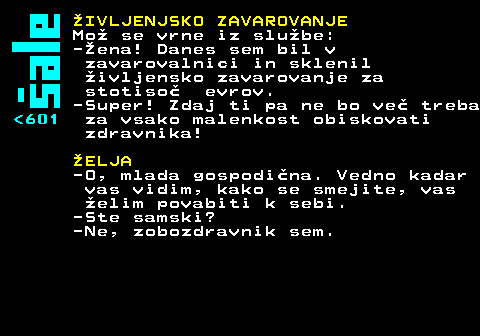 Šale
<601
ŽIVLJENJSKO ZAVAROVANJE
Mož se vrne iz službe:
-Žena! Danes sem bil v
zavarovalnici in sklenil
življensko zavarovanje za
stotisoč evrov.
-Super! Zdaj ti pa ne bo več treba
za vsako malenkost obiskovati
zdravnika!
ŽELJA
-O, mlada gospodična. Vedno kadar
vas vidim, kako se smejite, vas
želim povabiti k sebi.
-Ste samski?
-Ne, zobozdravnik sem.